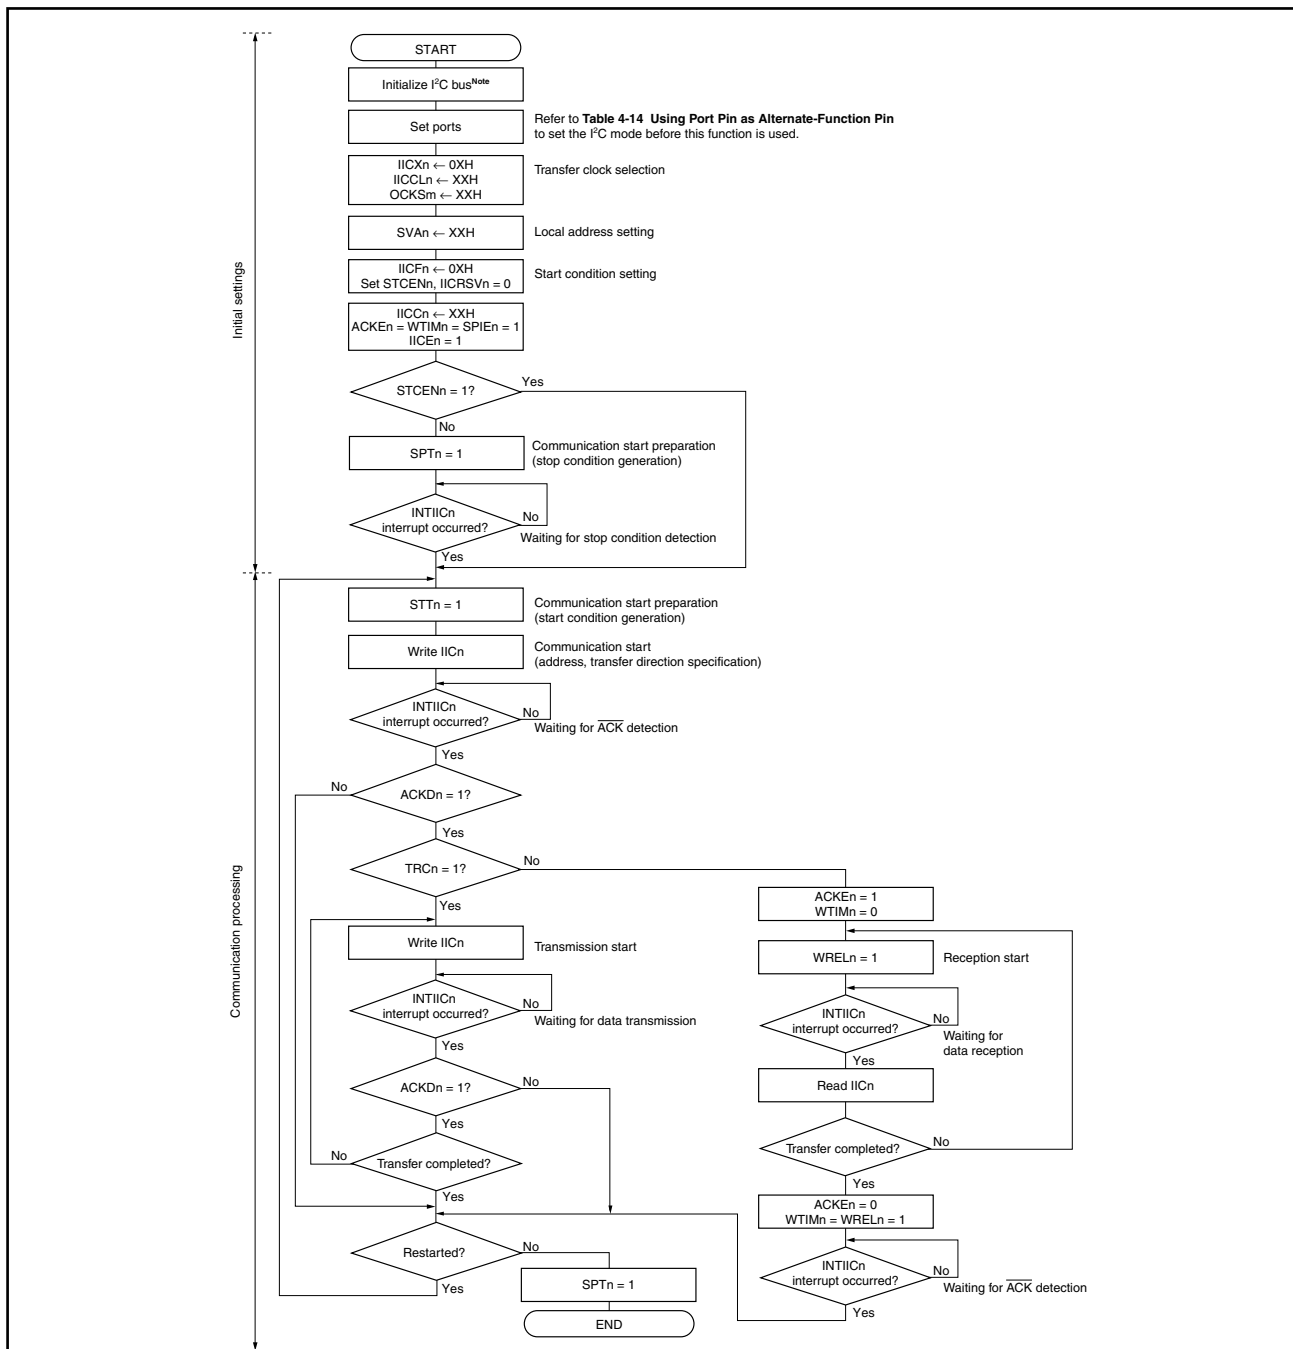 START
Initialize I²C bus Note
Set ports
Refer to Table 4-14 Using Port Pin as Alternate-Function Pin
to set the I²C mode before this function is used.
IICXn ← 0XH
IICCLn ← XXH
OCKSm ← XXH
Transfer clock selection
SVAn ← XXH
Local address setting
IICFn ← 0XH
Set STCENn, IICRSVn = 0
Start condition setting
IICCn ← XXH
ACKEn = WTIMn = SPIEn = 1
IICEn = 1
Initial settings
STCENn = 1?
Yes
No
SPTn = 1
Communication start preparation
(stop condition generation)
INTIICn
interrupt occurred?
No
Waiting for stop condition detection
Yes
STTn = 1
Communication start preparation
(start condition generation)
Write IICn
Communication start
(address, transfer direction specification)
INTIICn
interrupt occurred?
No
Waiting for ACK detection
Yes
ACKDn = 1?
No
Yes
TRCn = 1?
No
Yes
Communication processing
Write IICn
Transmission start
INTIICn
interrupt occurred?
No
Waiting for data transmission
Yes
ACKDn = 1?
No
Yes
Transfer completed?
No
Yes
ACKEn = 1
WTIMn = 0
WRELn = 1
Reception start
INTIICn
interrupt occurred?
No
Waiting for
data reception
Yes
Read IICn
Transfer completed?
No
Yes
ACKEn = 0
WTIMn = WRELn = 1
INTIICn
interrupt occurred?
No
Waiting for ACK detection
Yes
Restarted?
No
Yes
SPTn = 1
END